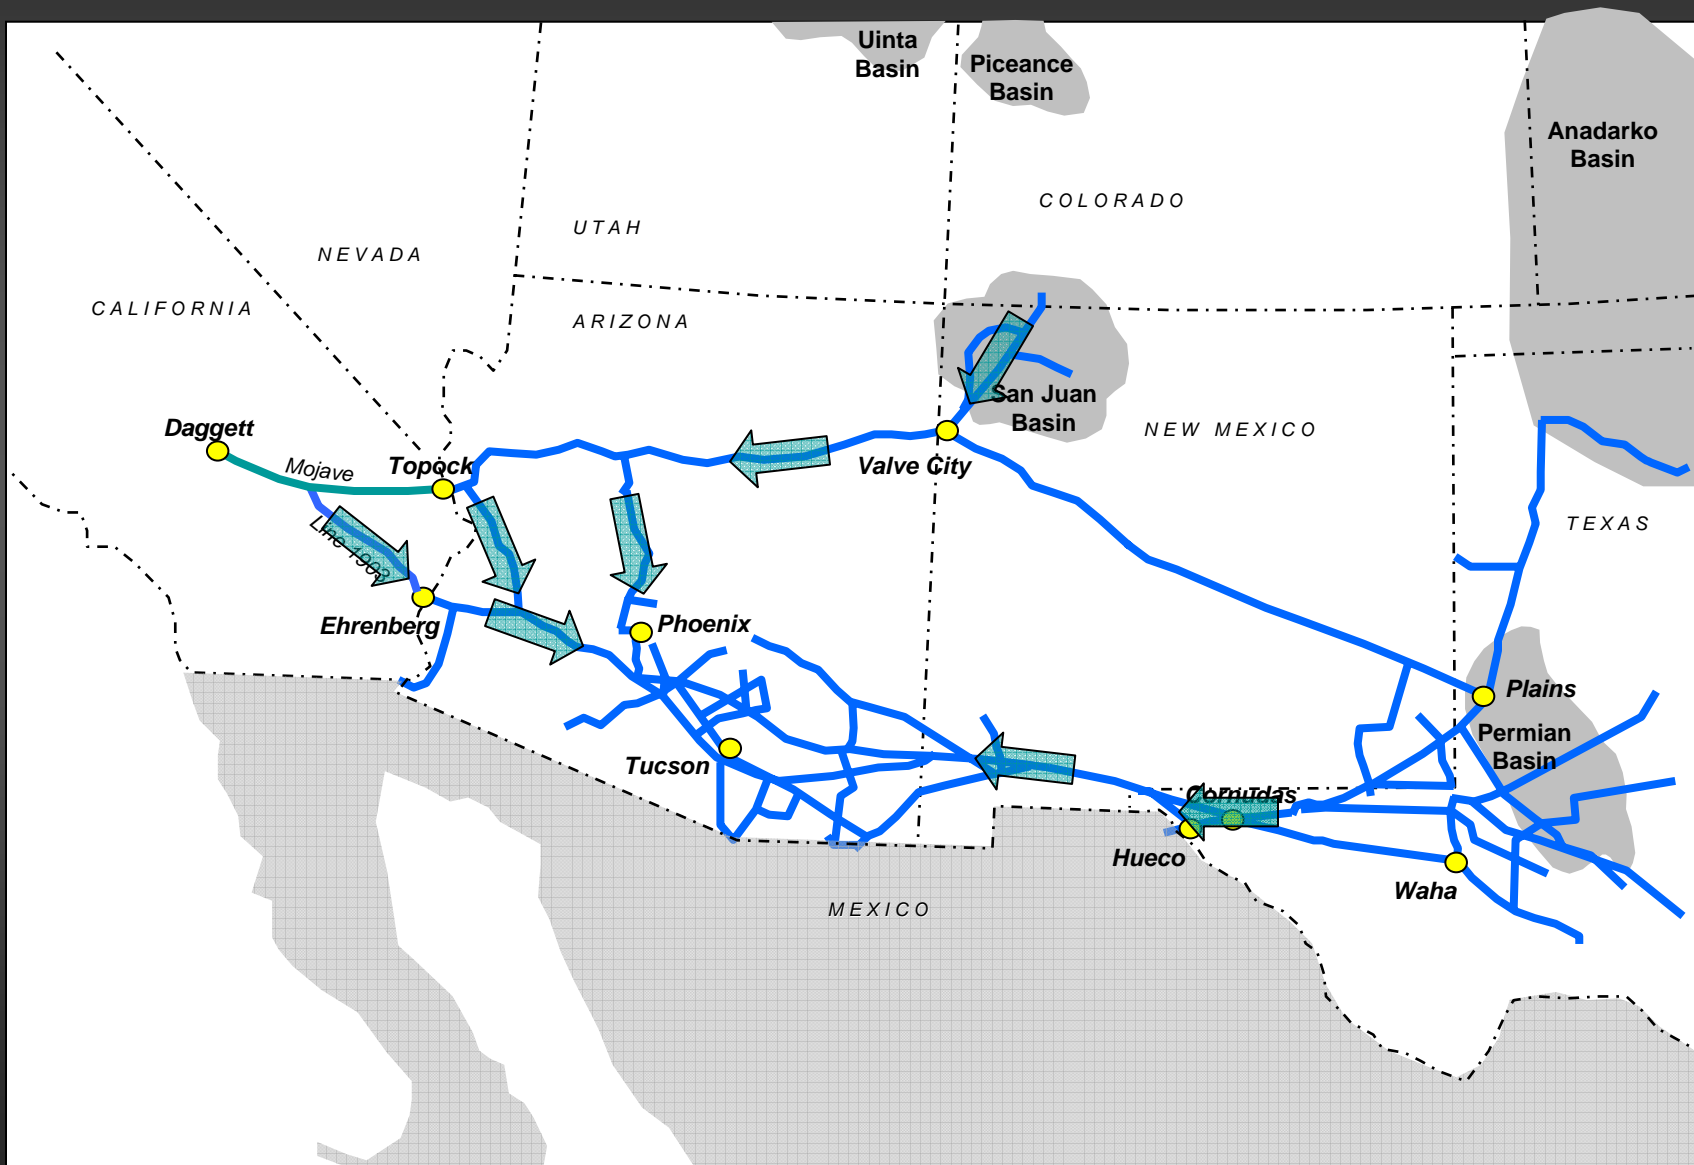 Uinta
Basin
Piceance
Basin
Anadarko
Basin
COLORADO
UTAH
NEVADA
CALIFORNIA
ARIZONA
San Juan
Basin
NEW MEXICO
Daggett
Mojave
Topock
Valve City
Line 1903
TEXAS
Ehrenberg
Phoenix
Plains
Permian
Basin
Tucson
Cornudas
Hueco
Waha
MEXICO